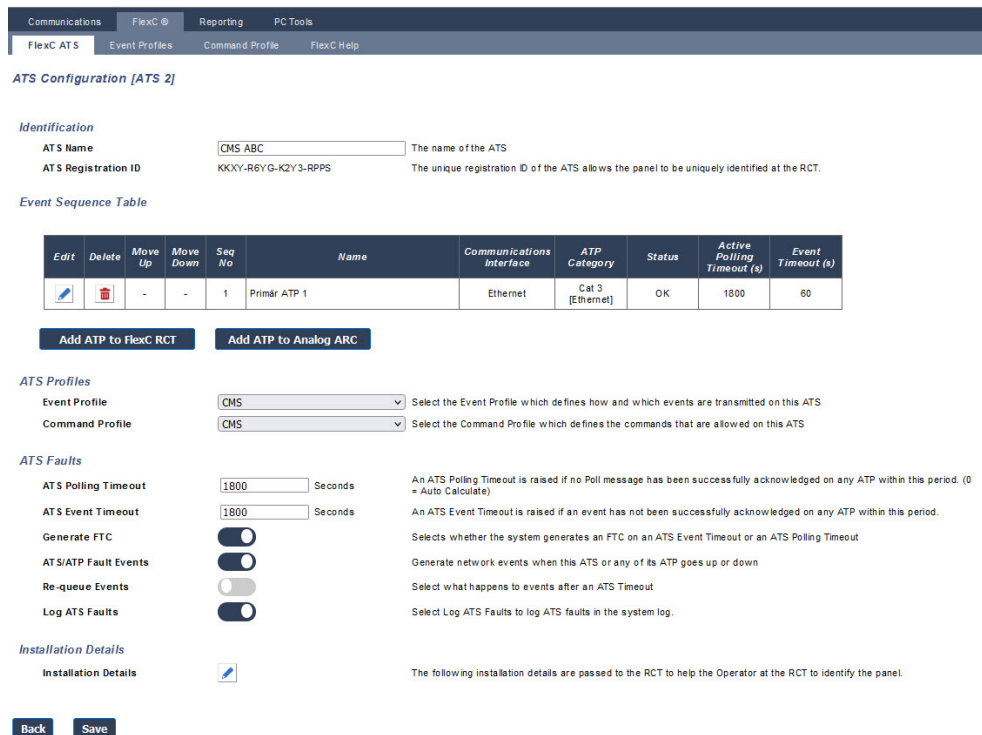 Communications FlexC ® Reporting PC Tools
FlexC ATS Event Profiles Command Profile FlexC Help
ATS Configuration [ATS 2]
Identification
ATS Name CMS ABC The name of the ATS
ATS Registration ID KKXY-R6YG-K2Y3-RPPS The unique registration ID of the ATS allows the panel to be uniquely identified at the RCT.
Event Sequence Table
Edit Delete Move Up Move Down Seq No Name Communications Interface ATP Category Status Active Polling Timeout (s) Event Timeout (s)
- - 1 Primär ATP 1 Ethernet Cat 3 [Ethernet] OK 1800 60
Add ATP to FlexC RCT Add ATP to Analog ARC
ATS Profiles
Event Profile CMS Select the Event Profile which defines how and which events are transmitted on this ATS
Command Profile CMS Select the Command Profile which defines the commands that are allowed on this ATS
ATS Faults
ATS Polling Timeout 1800 Seconds An ATS Polling Timeout is raised if no Poll message has been successfully acknowledged on any ATP within this period. (0
= Auto Calculate)
ATS Event Timeout 1800 Seconds An ATS Event Timeout is raised if an event has not been successfully acknowledged on any ATP within this period.
Generate FTC Selects whether the system generates an FTC on an ATS Event Timeout or an ATS Polling Timeout
ATS/ATP Fault Events Generate network events when this ATS or any of its ATP goes up or down
Re-queue Events Select what happens to events after an ATS Timeout
Log ATS Faults Select Log ATS Faults to log ATS faults in the system log.
Installation Details
Installation Details The following installation details are passed to the RCT to help the Operator at the RCT to identify the panel.
Back Save